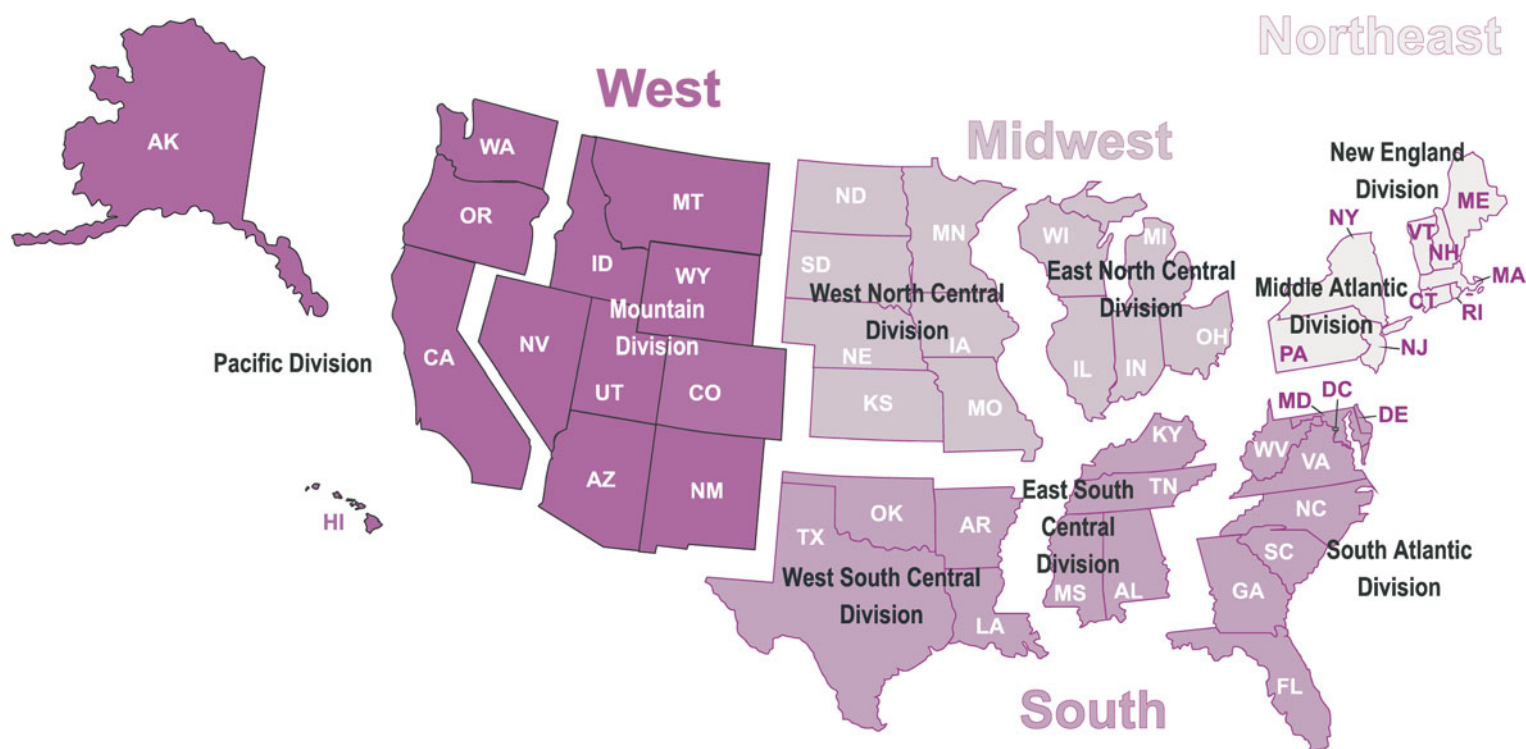 Northeast
West
Midwest
New England
Division
AK
WA
MT
ND
MN
ME
OR
NY
VT
NH
WI
MI
ID
WY
SD
East North Central
Division
MA
Middle Atlantic
Division
CT
RI
West North Central
Division
Mountain
Division
Pacific Division
CA
NV
NE
IA
OH
PA
NJ
UT
CO
KS
MO
IL
IN
MD
DC
DE
KY
WV
VA
AZ
NM
TN
HI
OK
AR
East South
Central
Division
NC
TX
SC
South Atlantic
Division
West South Central
Division
MS
AL
GA
LA
FL
South